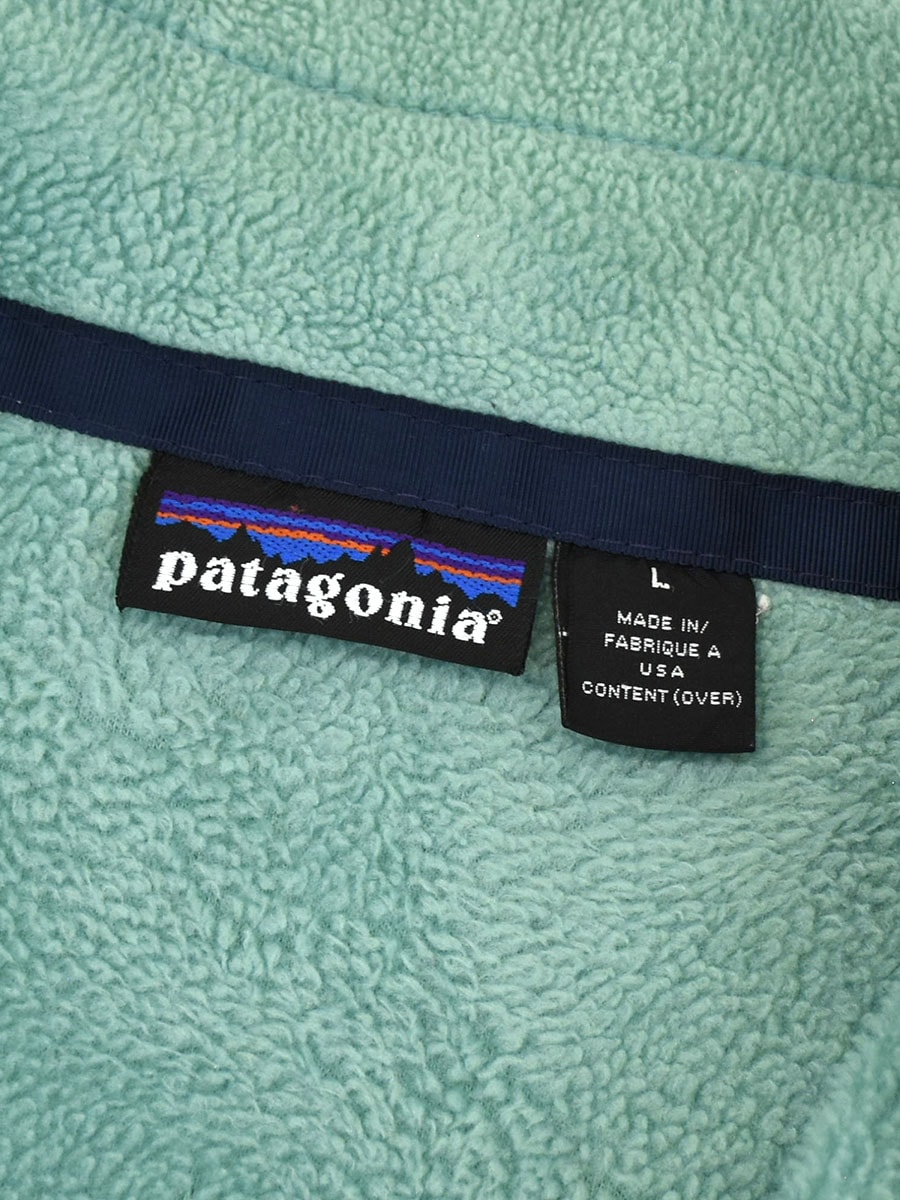 patagonia®
L
MADE IN/
FABRIQUE A
USA
CONTENT (OVER)